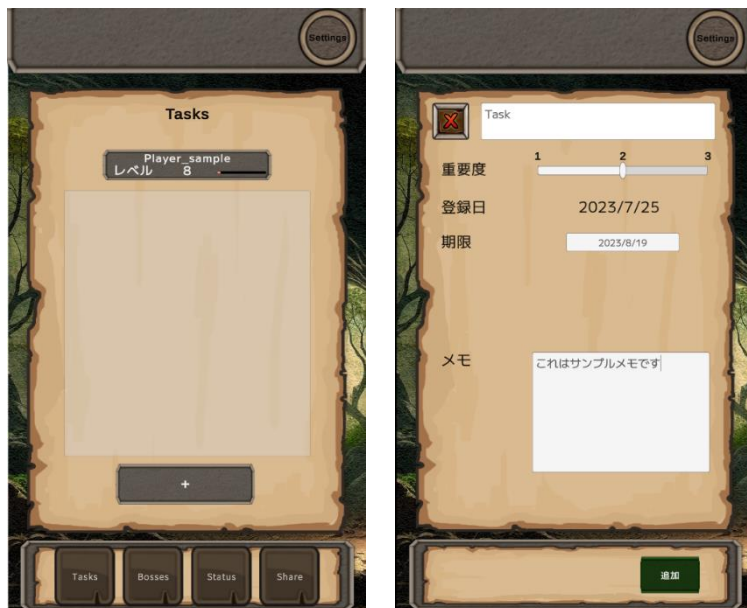 Settings
Tasks
Player_sample
レベル 8
+
Tasks Bosses Status Share
Settings
Task
1 2 3
重要度
登録日 2023/7/25
期限 2023/8/19
メモ これはサンプルメモです
追加